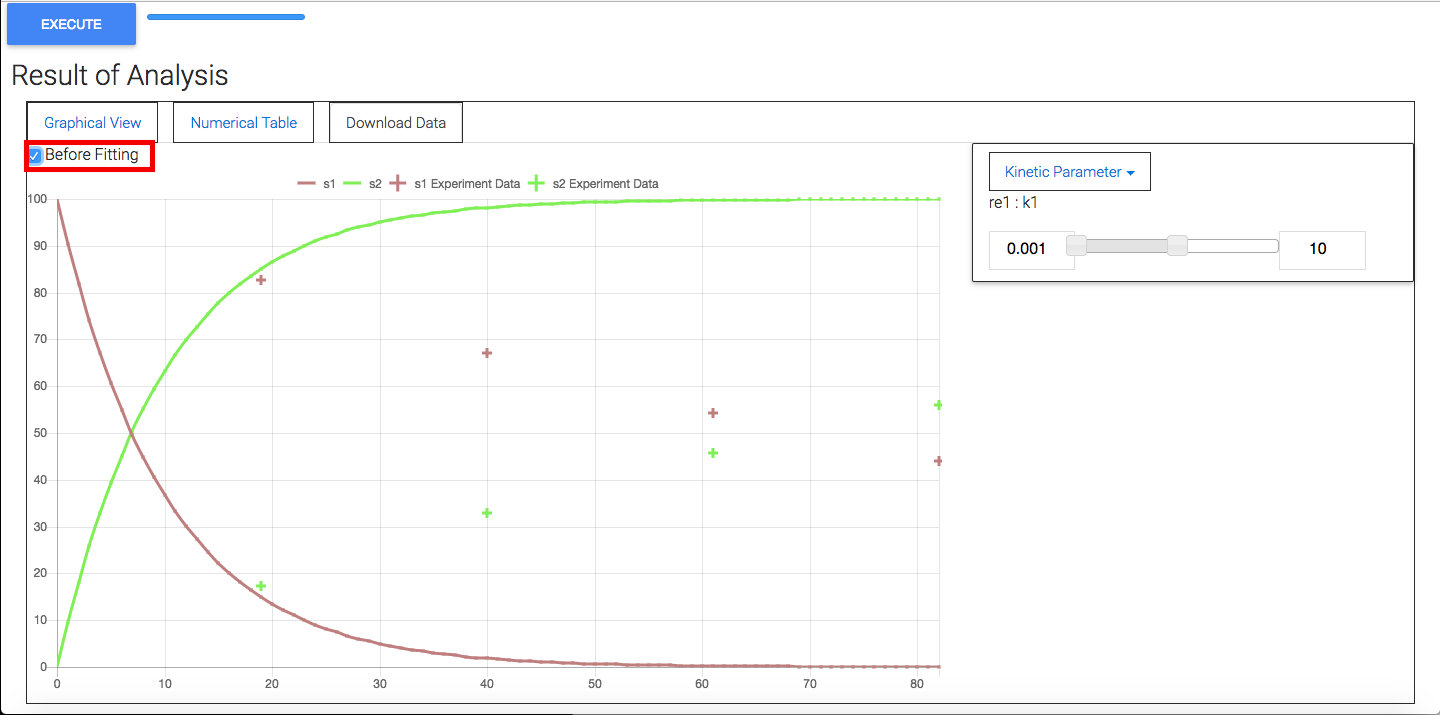 EXECUTE
Result of Analysis
Graphical View
Numerical Table
Download Data
Before Fitting
Kinetic Parameter
re1 : k1
0.001
10
s1
s2
s1 Experiment Data
s2 Experiment Data
100
90
80
70
60
50
40
30
20
10
0
0 10 20 30 40 50 60 70 80